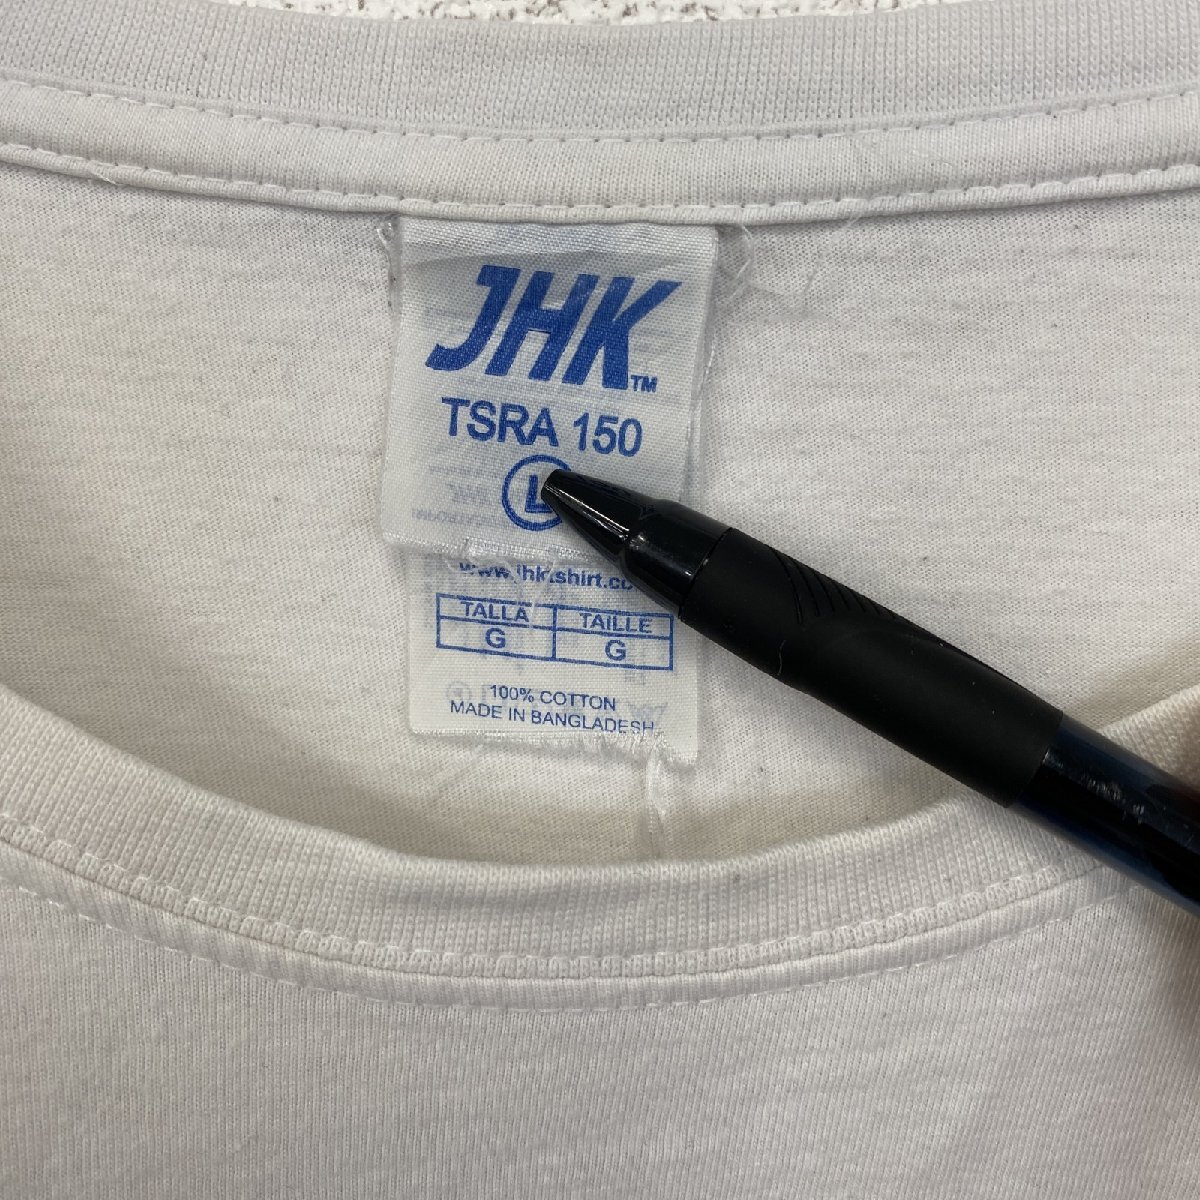 JHK™
TSRA 150
L
www.jhktshirt.co
TALLA TAILLE
G G
100% COTTON
MADE IN BANGLADESH